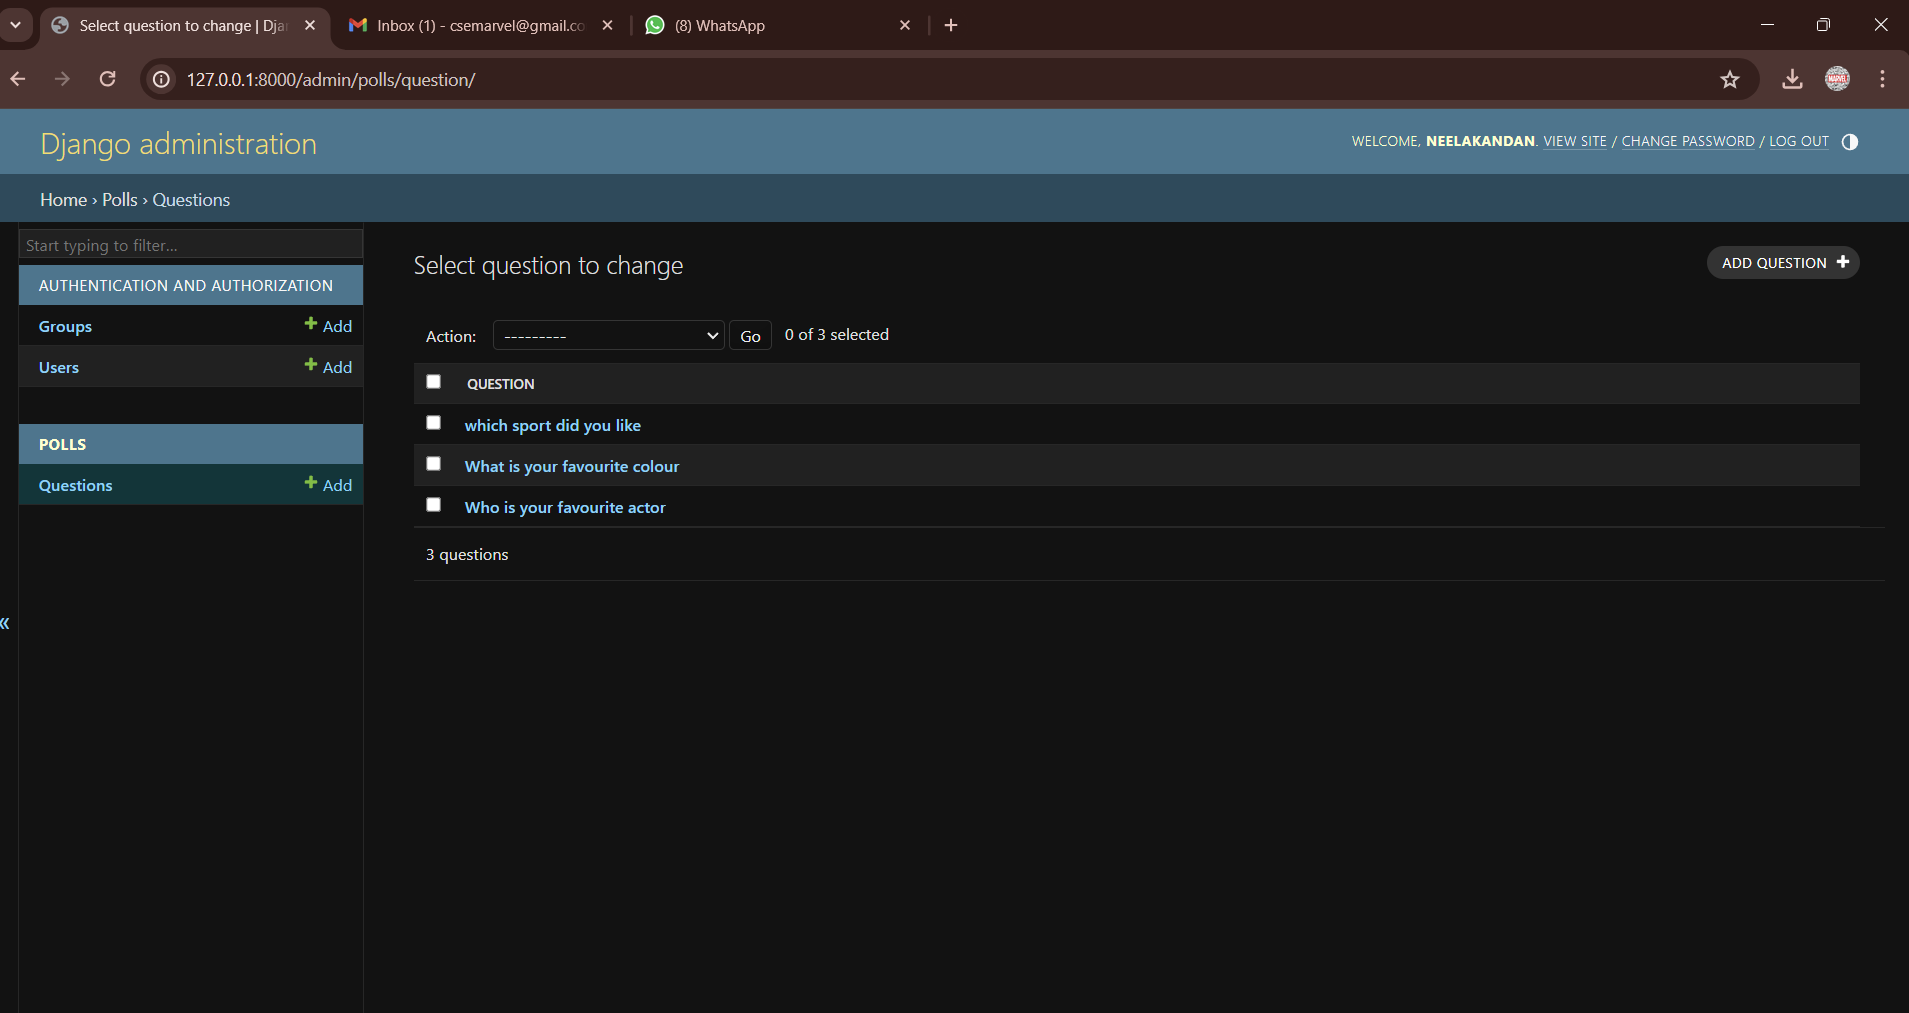 Select question to change | Dja
Inbox (1) - csemarvel@gmail.co
(8) WhatsApp
127.0.0.1:8000/admin/polls/question/
Django administration
WELCOME, NEELAKANDAN. VIEW SITE / CHANGE PASSWORD / LOG OUT
Home › Polls › Questions
Start typing to filter...
AUTHENTICATION AND AUTHORIZATION
Groups + Add
Users + Add
POLLS
Questions + Add
«
Select question to change
ADD QUESTION +
Action: --------- Go 0 of 3 selected
QUESTION
which sport did you like
What is your favourite colour
Who is your favourite actor
3 questions